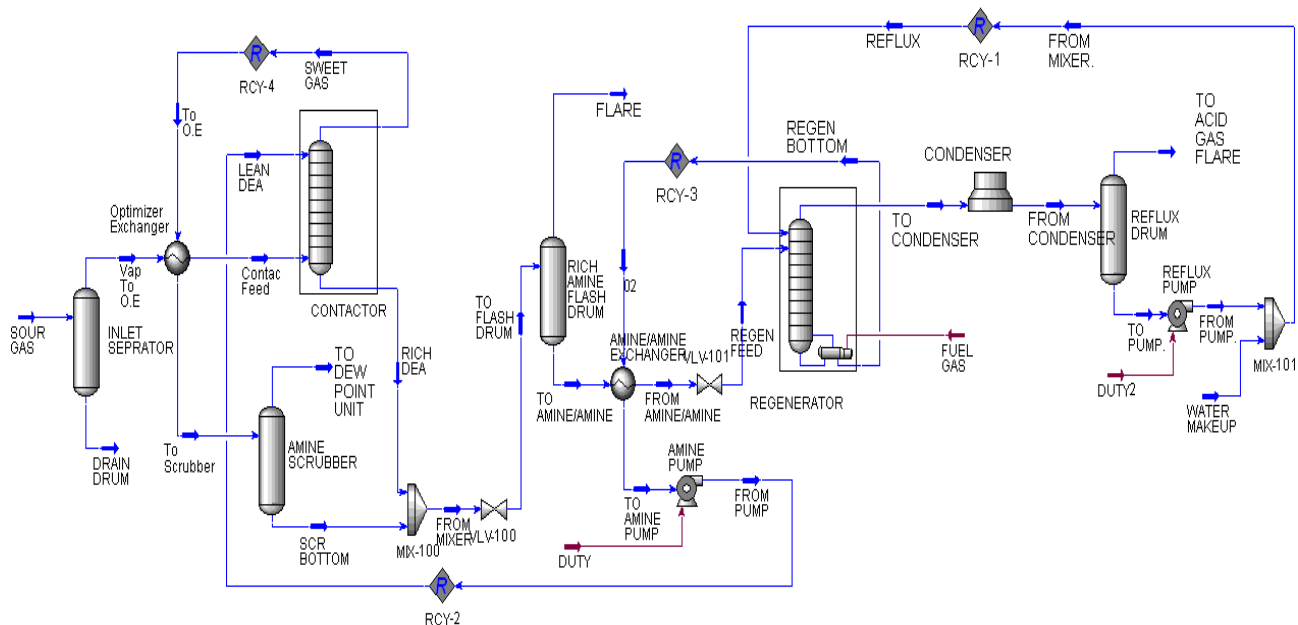 R
RCY-4
SWEET
GAS
To
O.E
LEAN
DEA
Optimizer
Exchanger
Vap
To
O.E
Contac
Feed
CONTACTOR
SOUR
GAS
INLET
SEPRATOR
DRAIN
DRUM
To
Scrubber
TO
DEW
POINT
UNIT
AMINE
SCRUBBER
SCR
BOTTOM
RICH
DEA
MIX-100
FROM
MIXER
VLV-100
TO
FLASH
DRUM
R
RCY-2
FLARE
RICH
AMINE
FLASH
DRUM
R
RCY-3
REGEN
BOTTOM
02
AMINE/AMINE
EXCHANGER
TO
AMINE/AMINE
FROM
AMINE/AMINE
VLV-101
REGEN
FEED
TO
AMINE
PUMP
AMINE
PUMP
FROM
PUMP
DUTY
REGENERATOR
FUEL
GAS
REFLUX
R
RCY-1
FROM
MIXER.
TO
CONDENSER
CONDENSER
FROM
CONDENSER
TO
ACID
GAS
FLARE
REFLUX
DRUM
REFLUX
PUMP
TO
PUMP.
FROM
PUMP.
DUTY2
WATER
MAKEUP
MIX-101